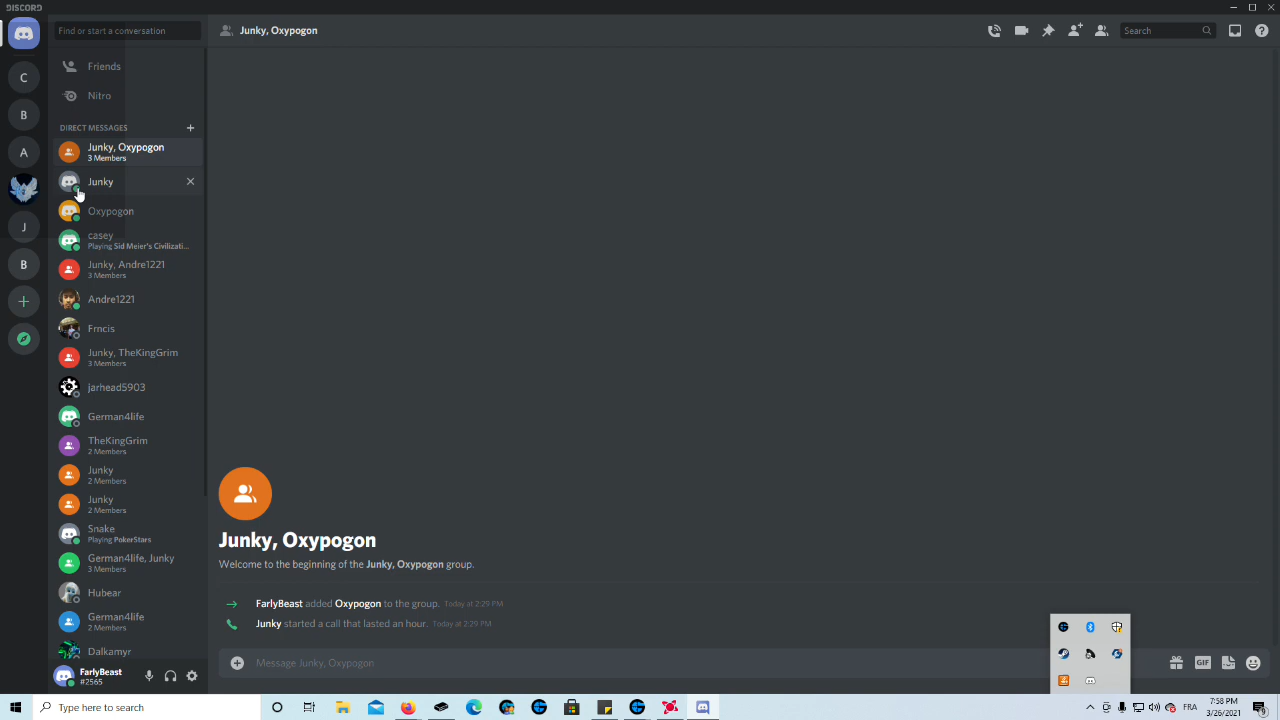 DISCORD
Find or start a conversation
Junky, Oxypogon
Search
Friends
Nitro
DIRECT MESSAGES
Junky, Oxypogon
3 Members
Junky
Oxypogon
casey
Playing Sid Meier's Civilizati...
Junky, Andre1221
3 Members
Andre1221
Frncis
Junky, TheKingGrim
3 Members
jarhead5903
German4life
TheKingGrim
2 Members
Junky
2 Members
Junky
2 Members
Snake
Playing PokerStars
German4life, Junky
3 Members
Hubear
German4life
2 Members
Dalkamyr
FarlyBeast
#2565
C
B
A
J
B
Junky, Oxypogon
Welcome to the beginning of the Junky, Oxypogon group.
FarlyBeast added Oxypogon to the group. Today at 2:29 PM
Junky started a call that lasted an hour. Today at 2:29 PM
Message Junky, Oxypogon
GIF
Type here to search
FRA
7:58 PM
3/26/2021